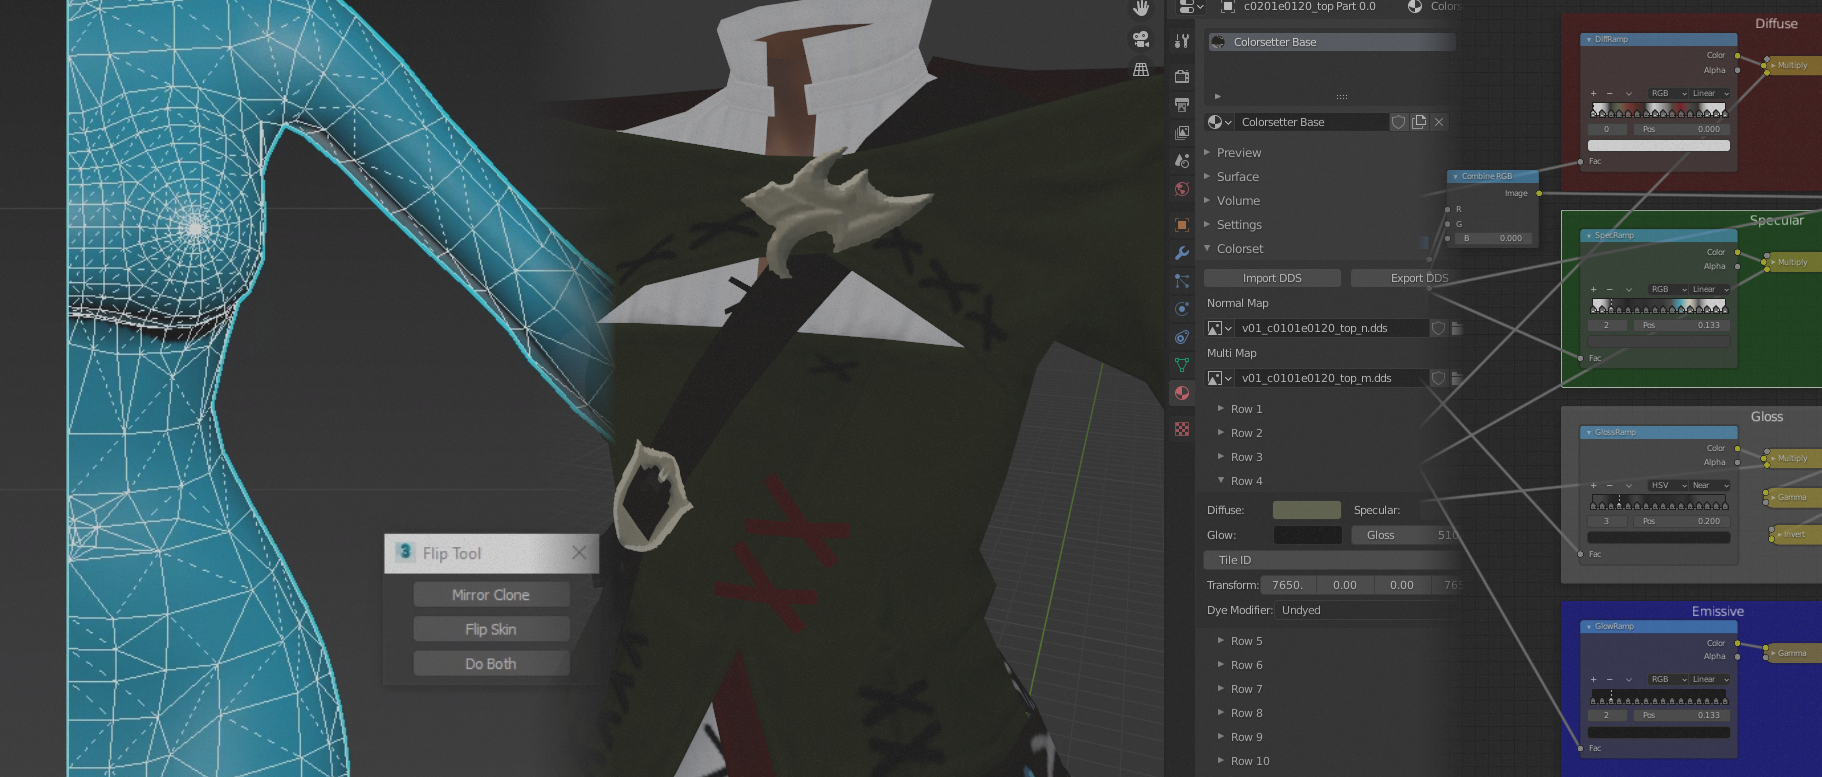 c0201e0120_top Part 0.0
Colors
Colorsetter Base
Colorsetter Base
Preview
Surface
Volume
Settings
Colorset
Import DDS
Export DDS
Normal Map
v01_c0101e0120_top_n.dds
Multi Map
v01_c0101e0120_top_m.dds
Row 1
Row 2
Row 3
Row 4
Diffuse:
Specular:
Glow:
Gloss
510
Tile ID
Transform:
7650.
0.00
0.00
765
Dye Modifier:
Undyed
Row 5
Row 6
Row 7
Row 8
Row 9
Row 10
3
Flip Tool
Mirror Clone
Flip Skin
Do Both
Combine RGB
Image
R
G
B
0.000
Diffuse
DiffRamp
Color
Alpha
Multiply
RGB
Linear
0
Pos
0.000
Fac
Specular
SpecRamp
Color
Alpha
Multiply
RGB
Linear
2
Pos
0.133
Fac
Gloss
GlossRamp
Color
Alpha
Multiply
Gamma
Invert
HSV
Near
3
Pos
0.200
Fac
Emissive
GlowRamp
Color
Alpha
Gamma
RGB
Linear
2
Pos
0.133
Fac